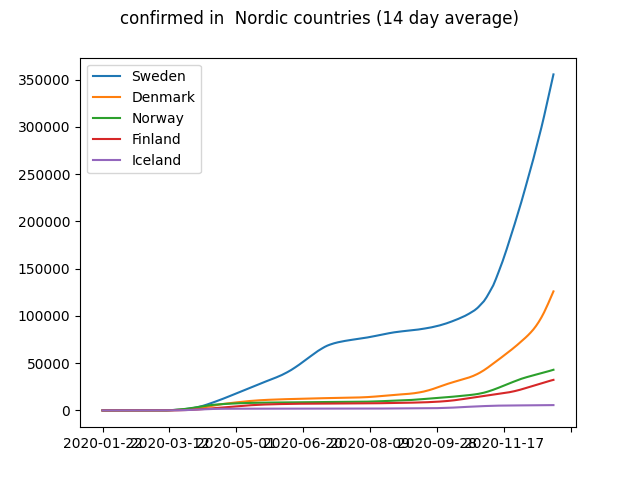 confirmed in  Nordic countries (14 day average)
350000
300000
250000
200000
150000
100000
50000
0
Sweden
Denmark
Norway
Finland
Iceland
2020-01-22 2020-03-12 2020-05-01 2020-06-20 2020-08-09 2020-09-28 2020-11-17